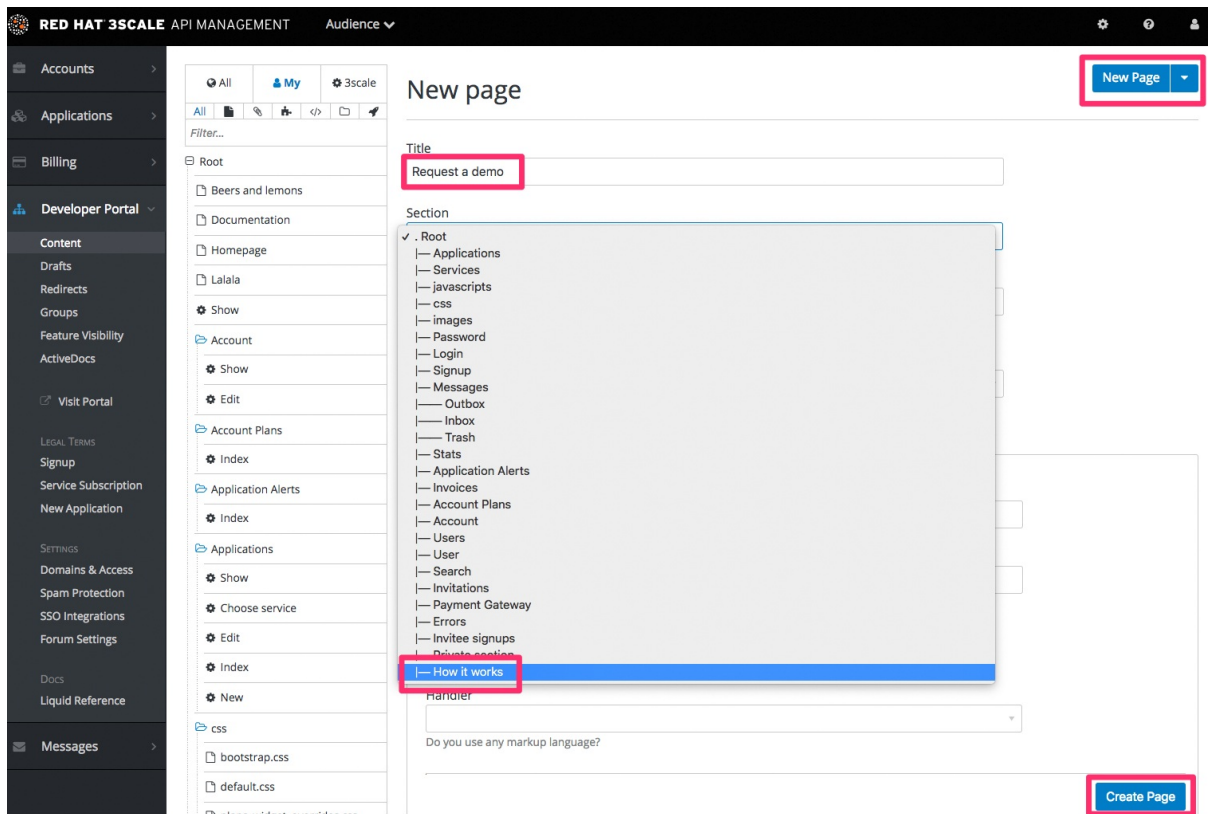 RED HAT 3SCALE API MANAGEMENT
Audience
Accounts
Applications
Billing
Developer Portal
Content
Drafts
Redirects
Groups
Feature Visibility
ActiveDocs
Visit Portal
LEGAL TERMS
Signup
Service Subscription
New Application
SETTINGS
Domains & Access
Spam Protection
SSO Integrations
Forum Settings
DOCS
Liquid Reference
Messages
All My 3scale
All </>
Filter...
Root
Beers and lemons
Documentation
Homepage
Lalala
Show
Account
Show
Edit
Account Plans
Index
Application Alerts
Index
Applications
Show
Choose service
Edit
Index
New
css
bootstrap.css
default.css
New page
New Page
Title
Request a demo
Section
✓ . Root
|— Applications
|— Services
|— javascripts
|— css
|— images
|— Password
|— Login
|— Signup
|— Messages
|—— Outbox
|—— Inbox
|—— Trash
|— Stats
|— Application Alerts
|— Invoices
|— Account Plans
|— Account
|— Users
|— User
|— Search
|— Invitations
|— Payment Gateway
|— Errors
|— Invitee signups
|— Private section
|— How it works
Handler
Do you use any markup language?
Create Page